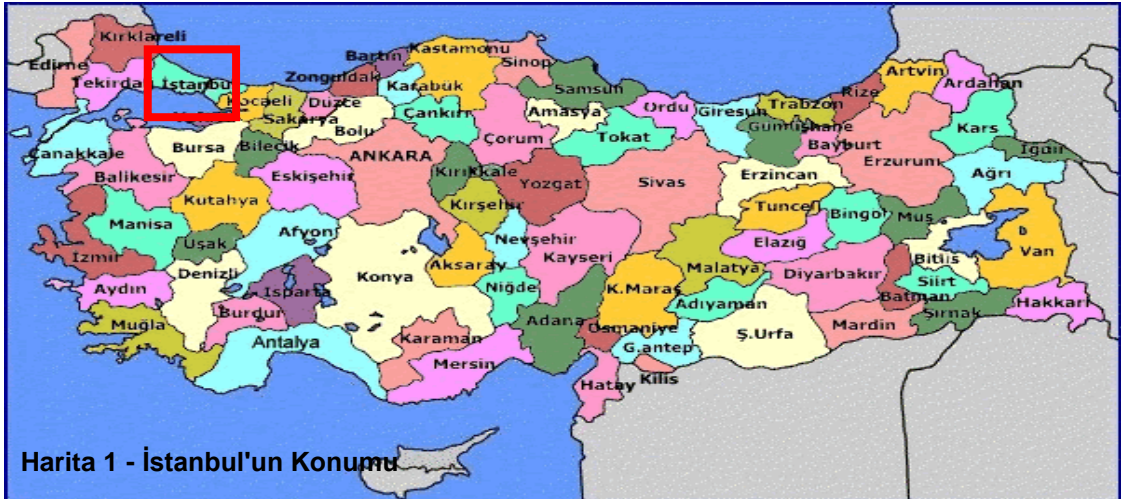 Kırklareli
Edirne
Tekirdağ
İstanbul
Kocaeli
Sakarya
Düzce
Zonguldak
Bartın
Karabük
Kastamonu
Sinop
Samsun
Ordu
Giresun
Trabzon
Rize
Artvin
Ardahan
Kars
Iğdır
Çanakkale
Balikesir
Bursa
Bilecik
Bolu
Çankırı
Çorum
Amasya
Tokat
Gümüşhane
Bayburt
Erzurum
Ağrı
Eskişehir
ANKARA
Kırıkkale
Yozgat
Sivas
Erzincan
Kutahya
Manisa
Uşak
Afyon
Kırşehir
Nevşehir
Kayseri
Tunceli
Bingöl
Muş
Elazığ
Malatya
Diyarbakır
Bitlis
Van
İzmir
Aydın
Denizli
Isparta
Burdur
Konya
Aksaray
Niğde
K.Maraş
Adıyaman
Batman
Siirt
Şırnak
Hakkari
Muğla
Antalya
Karaman
Mersin
Adana
Osmaniye
G.antep
Ş.Urfa
Mardin
Hatay
Kilis
Harita 1 - İstanbul'un Konumu